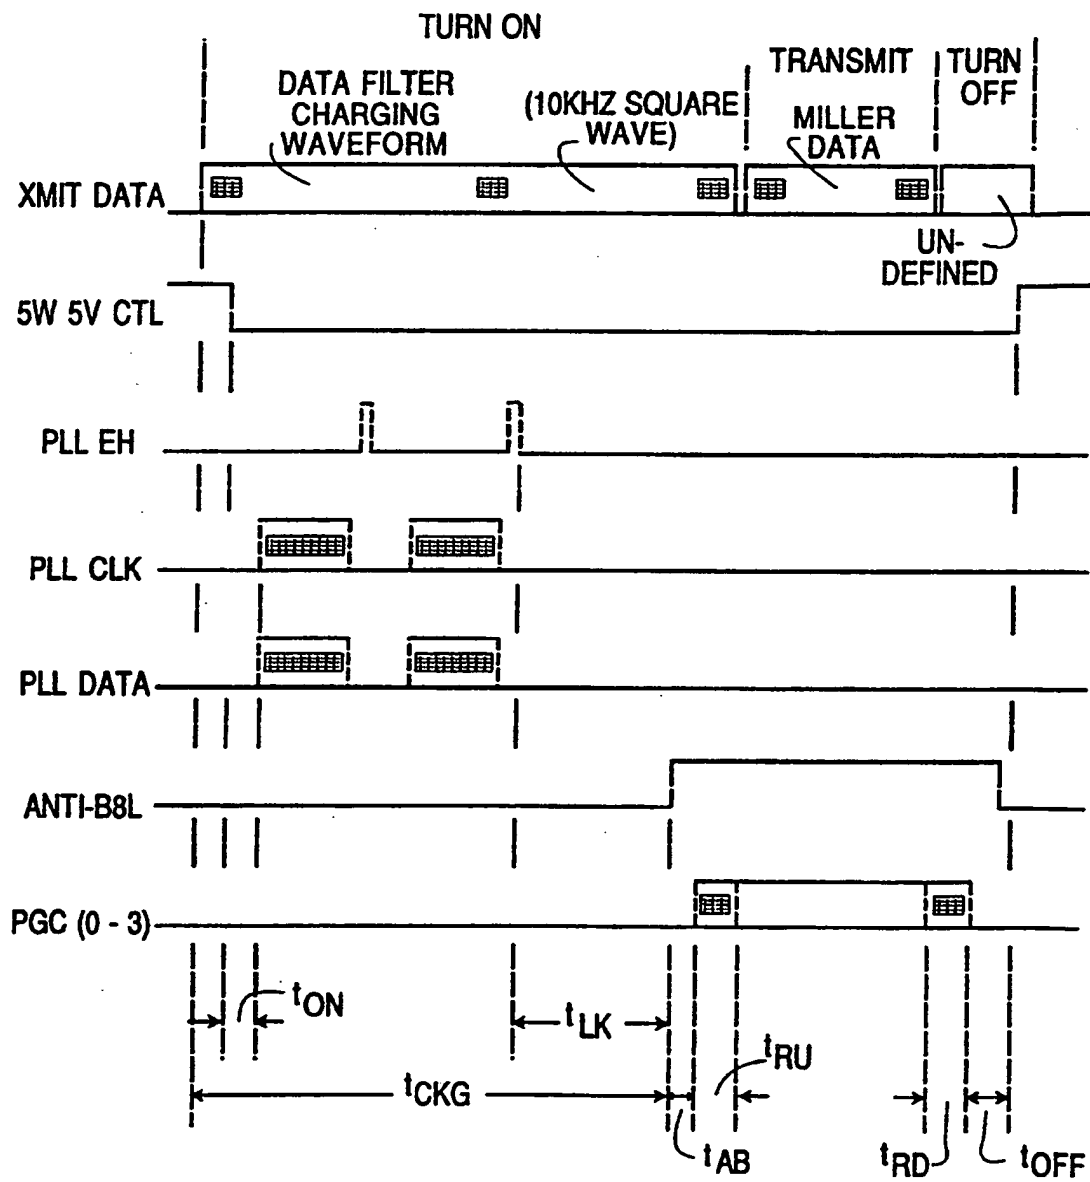 TURN ON
TRANSMIT
TURN
OFF
DATA FILTER
CHARGING
WAVEFORM
(10KHZ SQUARE
WAVE)
MILLER
DATA
XMIT DATA
UN-
DEFINED
5W 5V CTL
PLL EH
PLL CLK
PLL DATA
ANTI-B8L
PGC (0 - 3)
tON
tLK
tRU
tCKG
tAB
tRD
tOFF